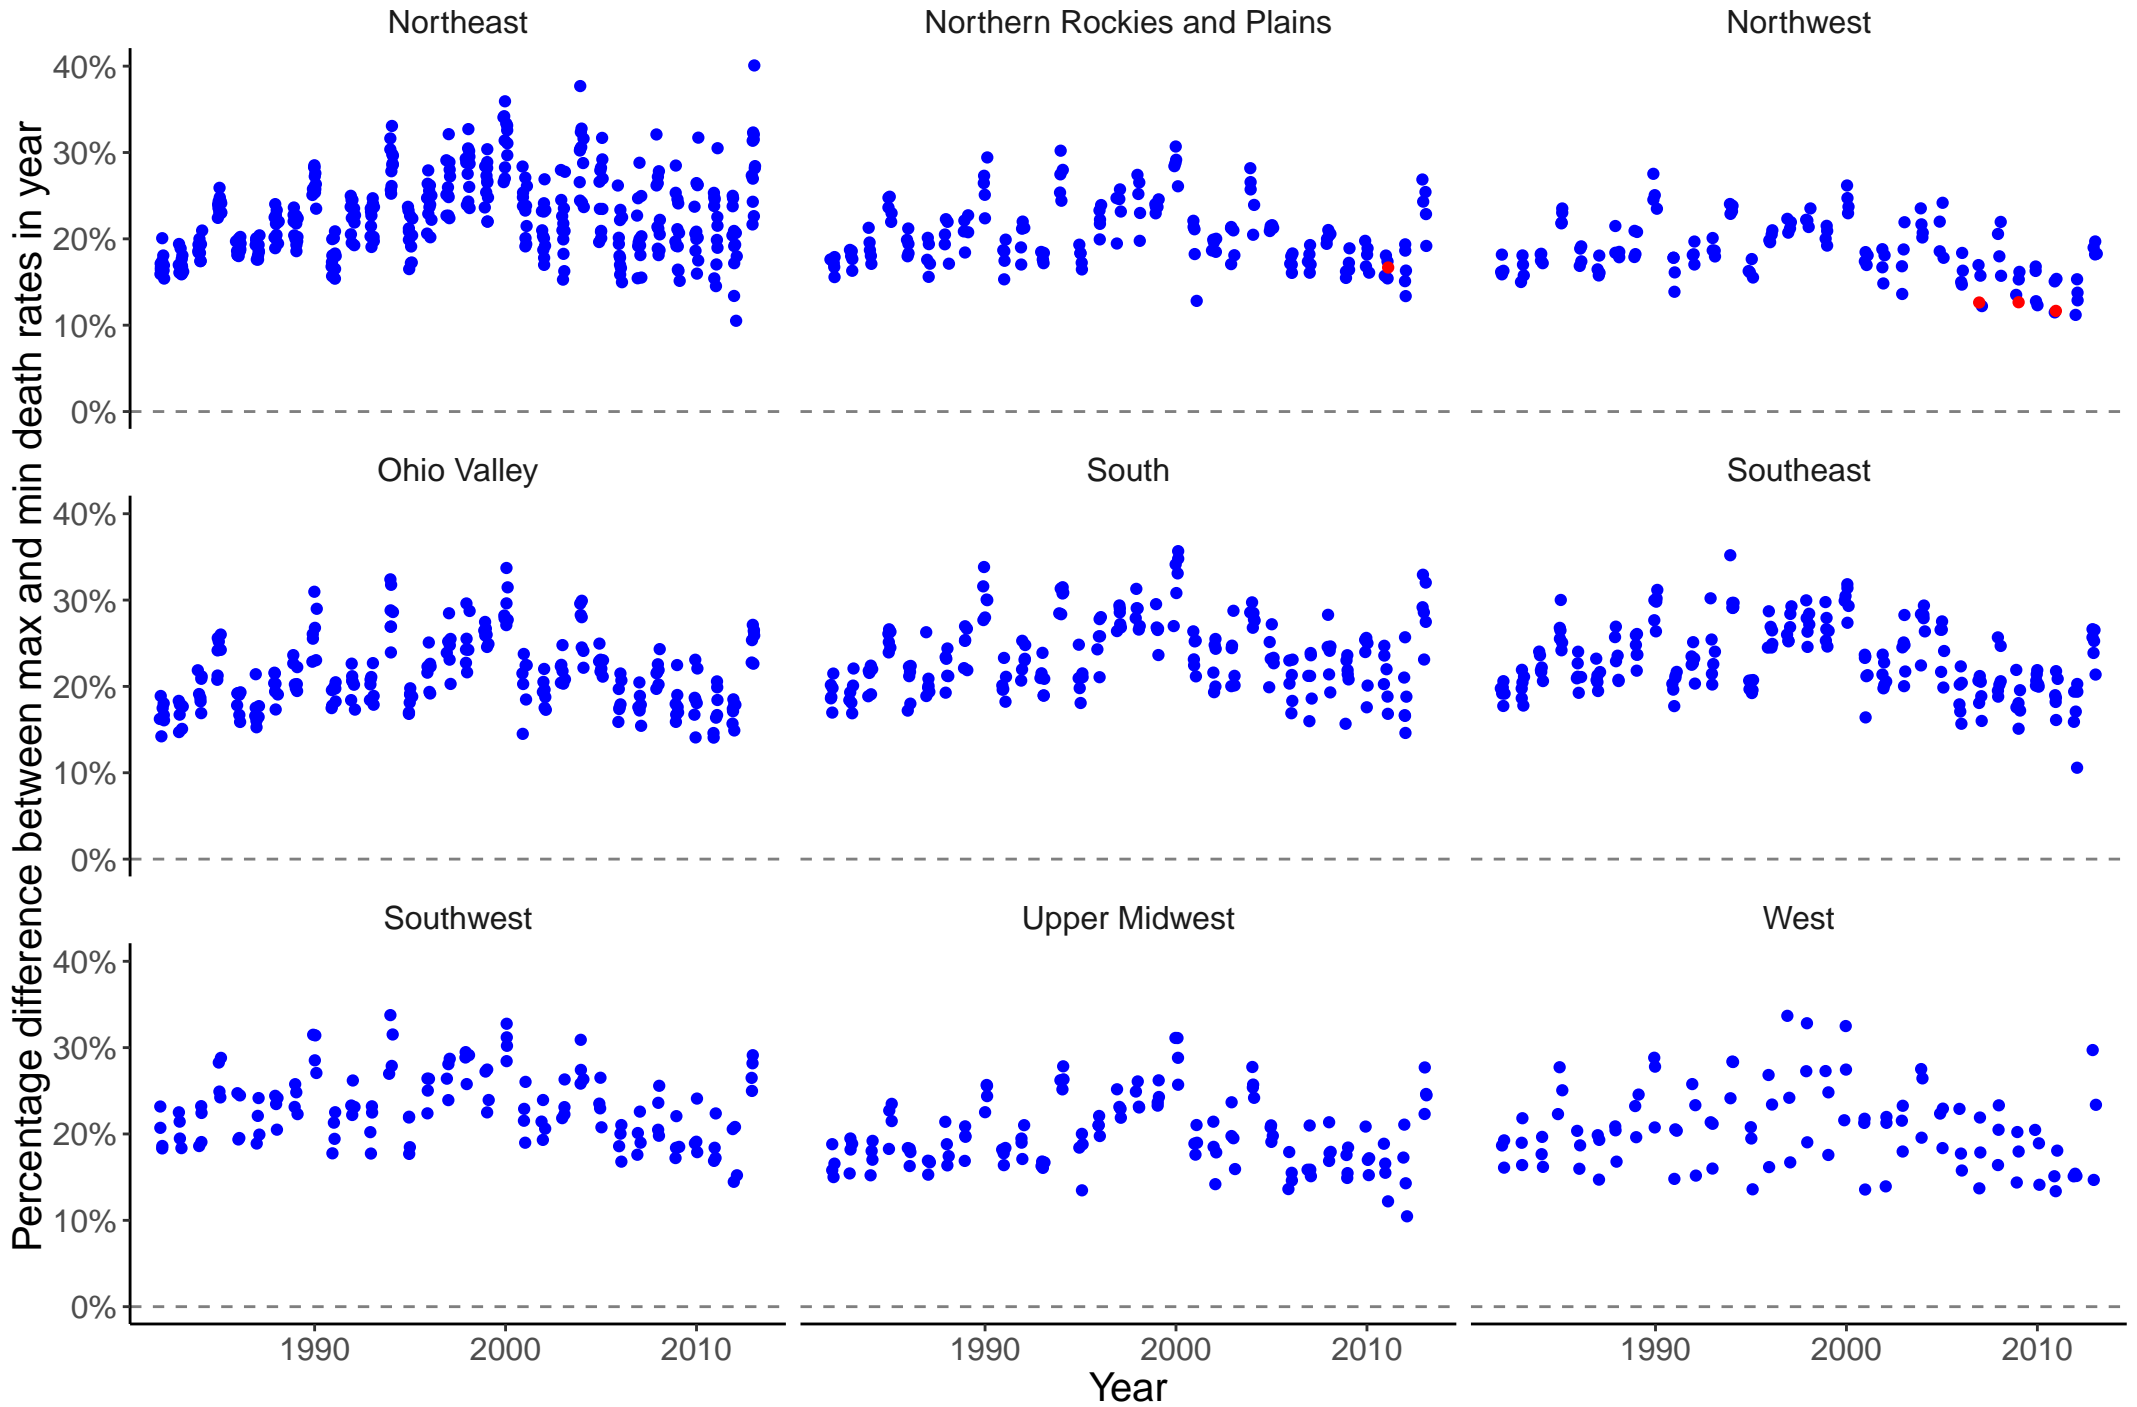 Northeast
Northern Rockies and Plains
Northwest
40%
30%
20%
10%
0%
Ohio Valley
South
Southeast
40%
30%
20%
10%
0%
Southwest
Upper Midwest
West
40%
30%
20%
10%
0%
1990 2000 2010
1990 2000 2010
1990 2000 2010
Year
Percentage difference between max and min death rates in year